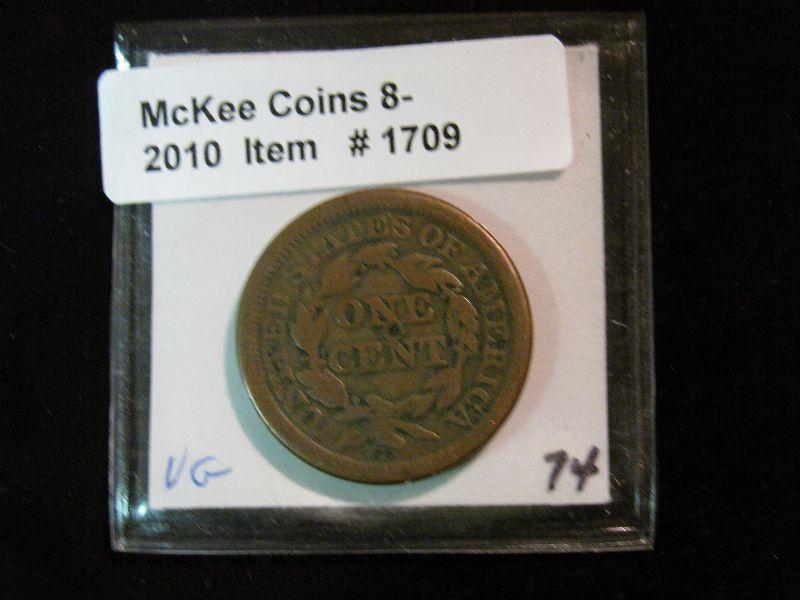 McKee Coins 8-
2010 Item # 1709
UNITED STATES OF AMERICA
ONE
CENT
VG
74